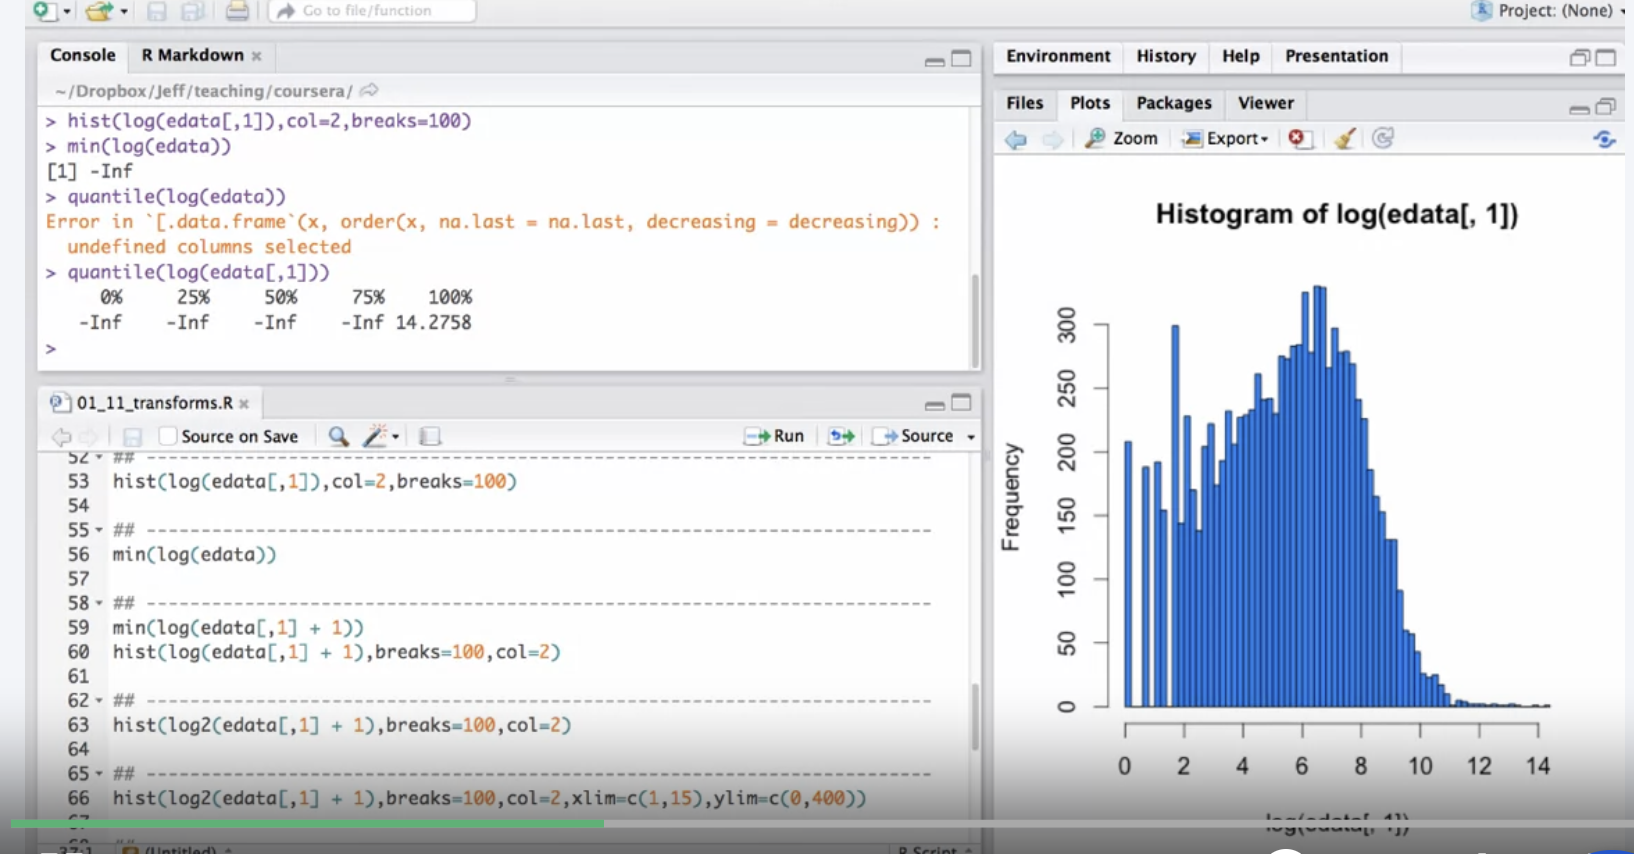 Go to file/function
Project: (None)
Console R Markdown
~/Dropbox/Jeff/teaching/coursera/
> hist(log(edata[,1]),col=2,breaks=100)
> min(log(edata))
[1] -Inf
> quantile(log(edata))
Error in `[.data.frame`(x, order(x, na.last = na.last, decreasing = decreasing)) :
undefined columns selected
> quantile(log(edata[,1]))
0% 25% 50% 75% 100%
-Inf -Inf -Inf -Inf 14.2758
>
01_11_transforms.R
Source on Save Run Source
52 ## ----------------------------------------------------------------
53 hist(log(edata[,1]),col=2,breaks=100)
54
55 ## ----------------------------------------------------------------
56 min(log(edata))
57
58 ## ----------------------------------------------------------------
59 min(log(edata[,1] + 1))
60 hist(log(edata[,1] + 1),breaks=100,col=2)
61
62 ## ----------------------------------------------------------------
63 hist(log2(edata[,1] + 1),breaks=100,col=2)
64
65 ## ----------------------------------------------------------------
66 hist(log2(edata[,1] + 1),breaks=100,col=2,xlim=c(1,15),ylim=c(0,400))
67
(Untitled) R Script
Environment History Help Presentation
Files Plots Packages Viewer
Zoom Export
Histogram of log(edata[, 1])
Frequency
300
250
200
150
100
50
0
0 2 4 6 8 10 12 14
log(edata[, 1])